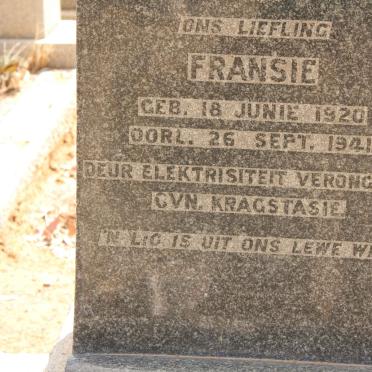 ONS LIEFLING
FRANSIE
GEB. 18 JUNIE 1920
OORL. 26 SEPT. 1941
DEUR ELEKTRISITEIT VERONG
GVN. KRAGSTASIE.
'N LIG IS UIT ONS LEWE W